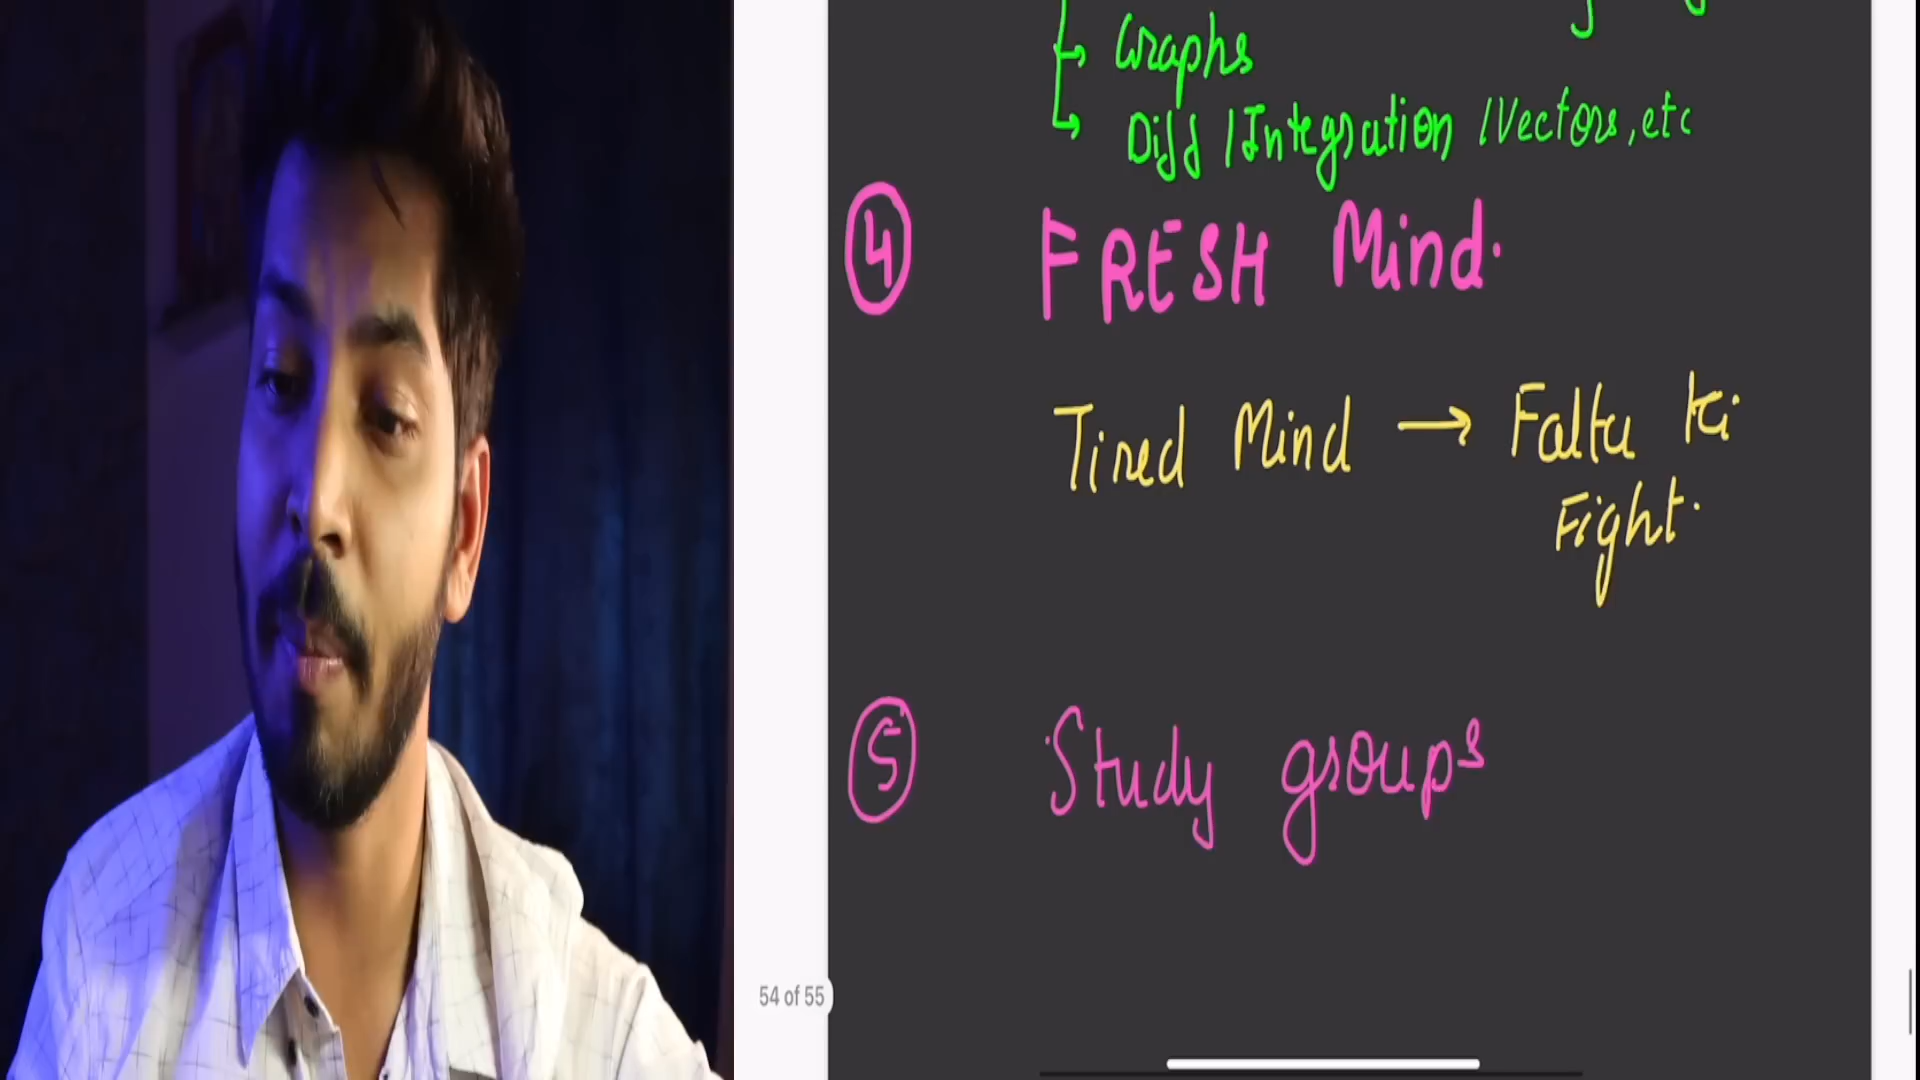 Graphs
Diff / Integration / Vectors, etc
4 FRESH Mind.
Tired Mind → Faltu ki
Fight.
5 Study groups
54 of 55